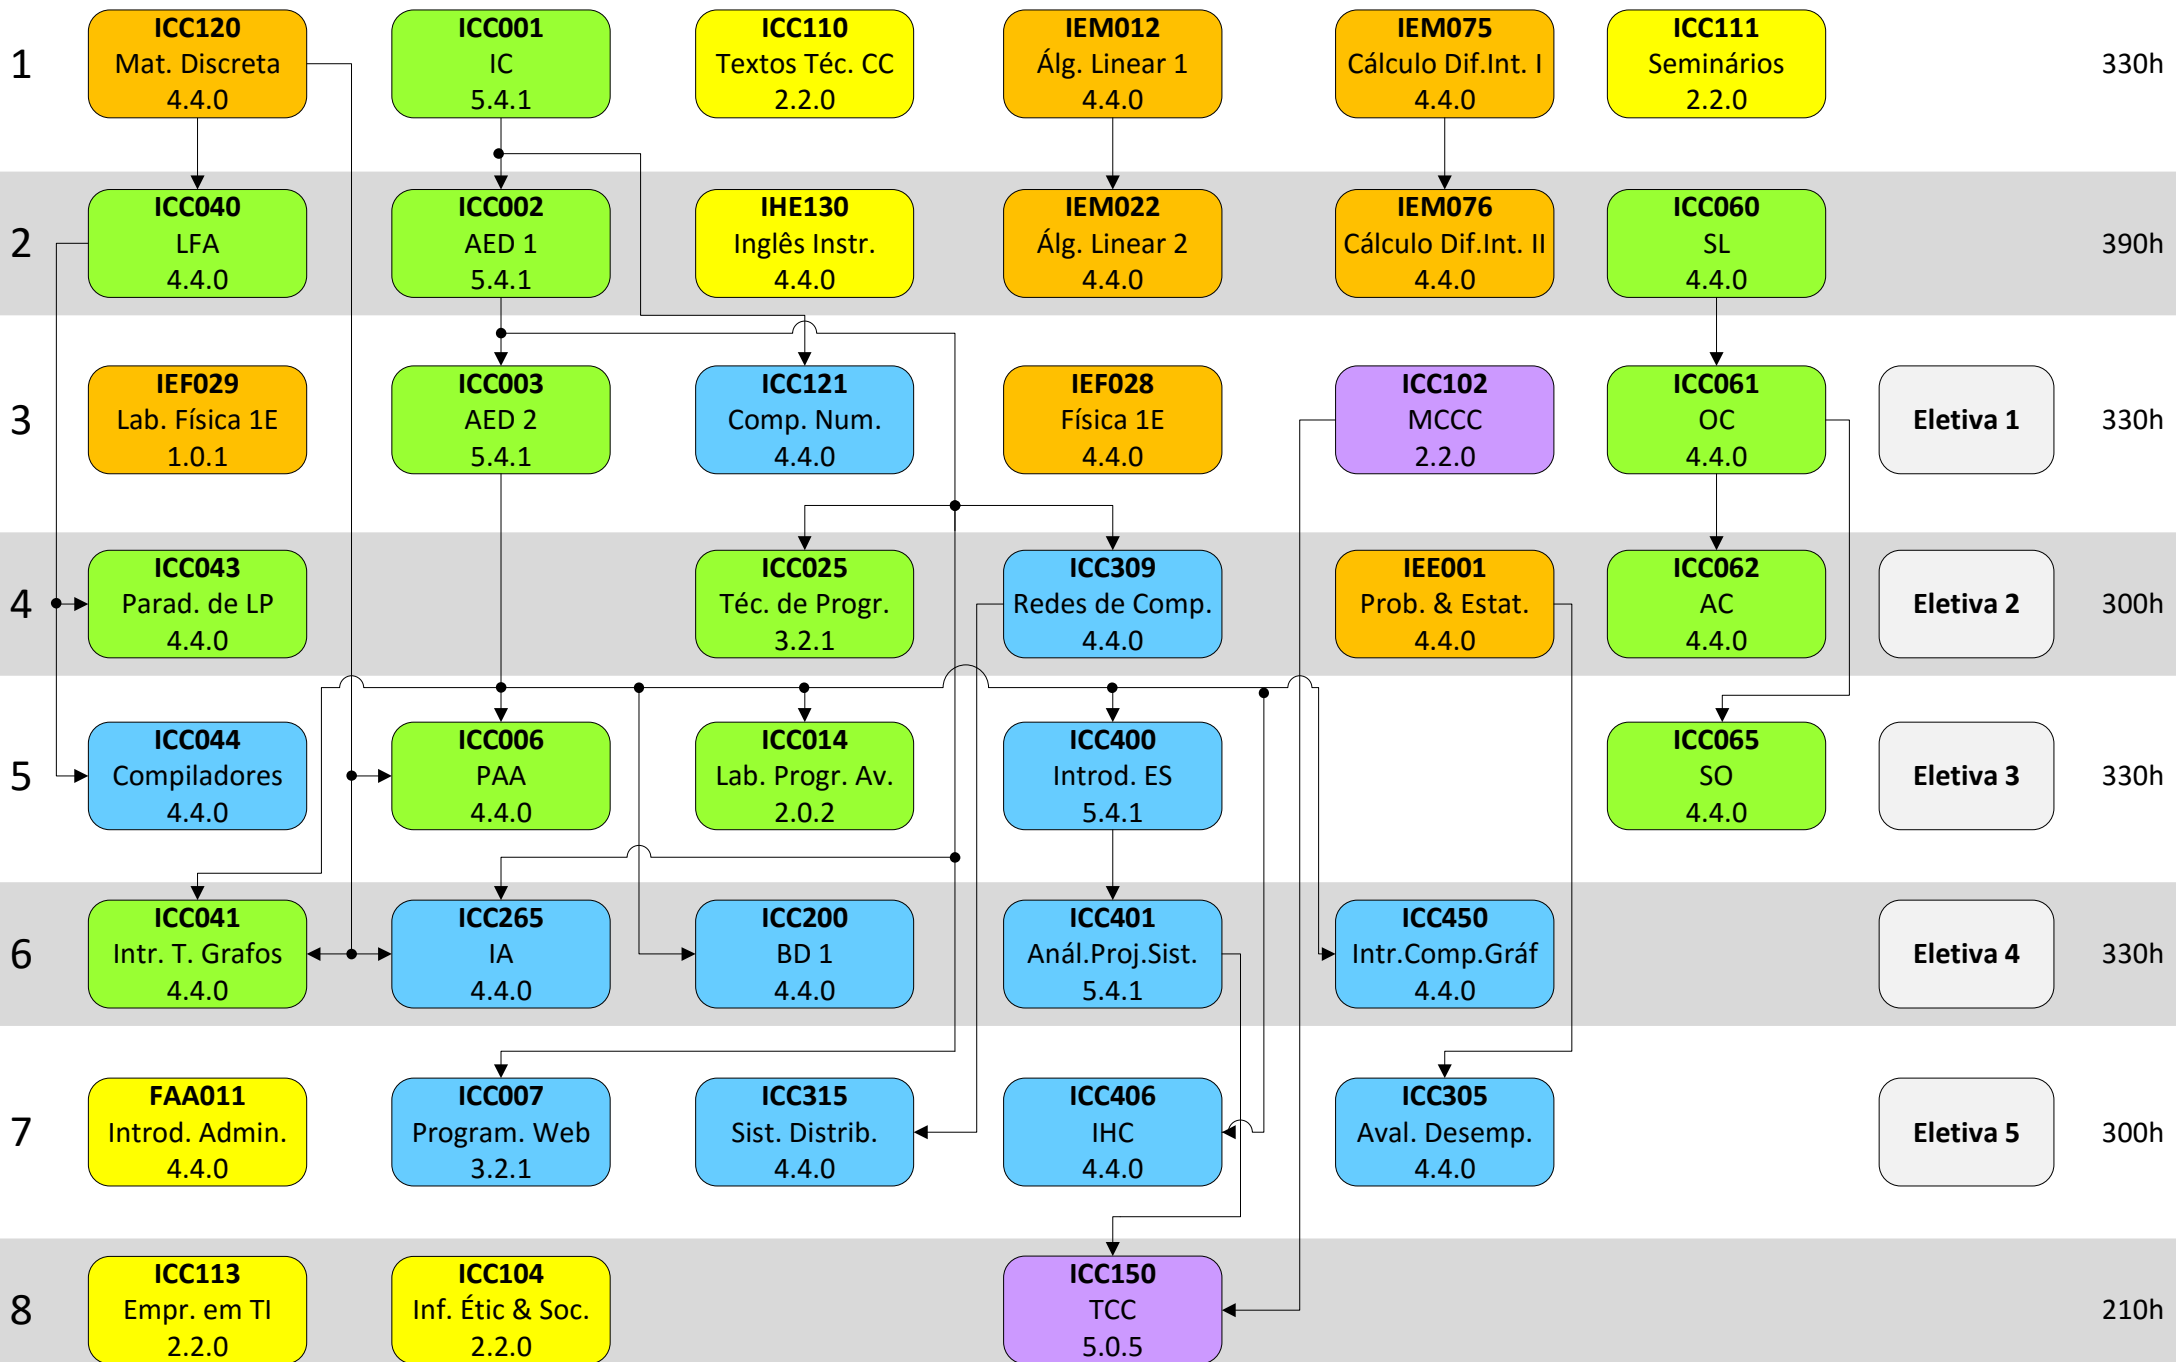 1
ICC120
Mat. Discreta
4.4.0
ICC001
IC
5.4.1
ICC110
Textos Téc. CC
2.2.0
IEM012
Álg. Linear 1
4.4.0
IEM075
Cálculo Dif.Int. I
4.4.0
ICC111
Seminários
2.2.0
330h
2
ICC040
LFA
4.4.0
ICC002
AED 1
5.4.1
IHE130
Inglês Instr.
4.4.0
IEM022
Álg. Linear 2
4.4.0
IEM076
Cálculo Dif.Int. II
4.4.0
ICC060
SL
4.4.0
390h
3
IEF029
Lab. Física 1E
1.0.1
ICC003
AED 2
5.4.1
ICC121
Comp. Num.
4.4.0
IEF028
Física 1E
4.4.0
ICC102
MCCC
2.2.0
ICC061
OC
4.4.0
Eletiva 1
330h
4
ICC043
Parad. de LP
4.4.0
ICC025
Téc. de Progr.
3.2.1
ICC309
Redes de Comp.
4.4.0
IEE001
Prob. & Estat.
4.4.0
ICC062
AC
4.4.0
Eletiva 2
300h
5
ICC044
Compiladores
4.4.0
ICC006
PAA
4.4.0
ICC014
Lab. Progr. Av.
2.0.2
ICC400
Introd. ES
5.4.1
ICC065
SO
4.4.0
Eletiva 3
330h
6
ICC041
Intr. T. Grafos
4.4.0
ICC265
IA
4.4.0
ICC200
BD 1
4.4.0
ICC401
Anál.Proj.Sist.
5.4.1
ICC450
Intr.Comp.Gráf
4.4.0
Eletiva 4
330h
7
FAA011
Introd. Admin.
4.4.0
ICC007
Program. Web
3.2.1
ICC315
Sist. Distrib.
4.4.0
ICC406
IHC
4.4.0
ICC305
Aval. Desemp.
4.4.0
Eletiva 5
300h
8
ICC113
Empr. em TI
2.2.0
ICC104
Inf. Étic & Soc.
2.2.0
ICC150
TCC
5.0.5
210h